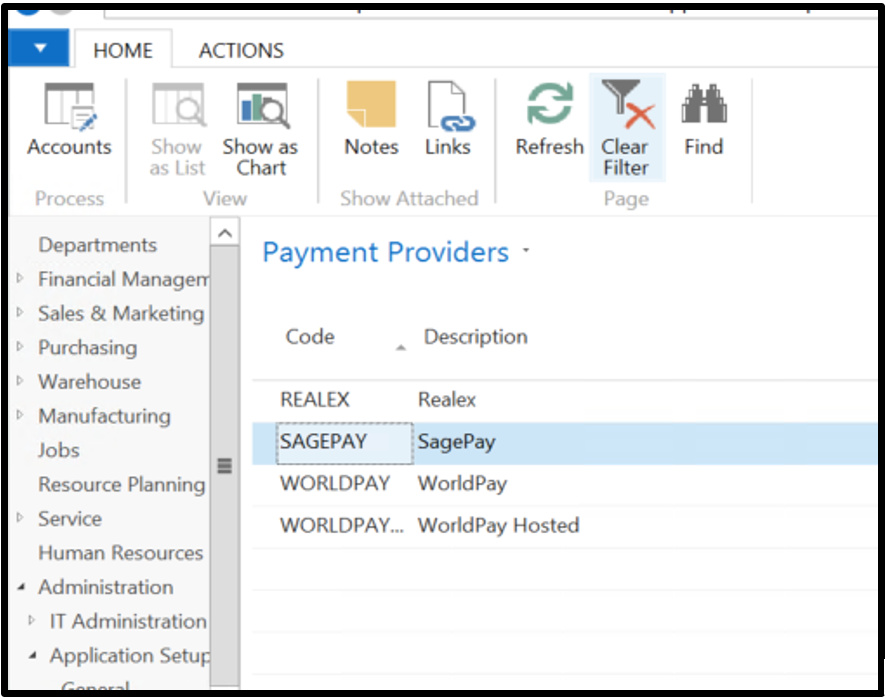 HOME ACTIONS
Accounts Show as List Show as Chart Notes Links Refresh Clear Filter Find
Process View Show Attached Page
Departments
Financial Managem
Sales & Marketing
Purchasing
Warehouse
Manufacturing
Jobs
Resource Planning
Service
Human Resources
Administration
IT Administration
Application Setup
General
Payment Providers
Code Description
REALEX Realex
SAGEPAY SagePay
WORLDPAY WorldPay
WORLDPAY... WorldPay Hosted